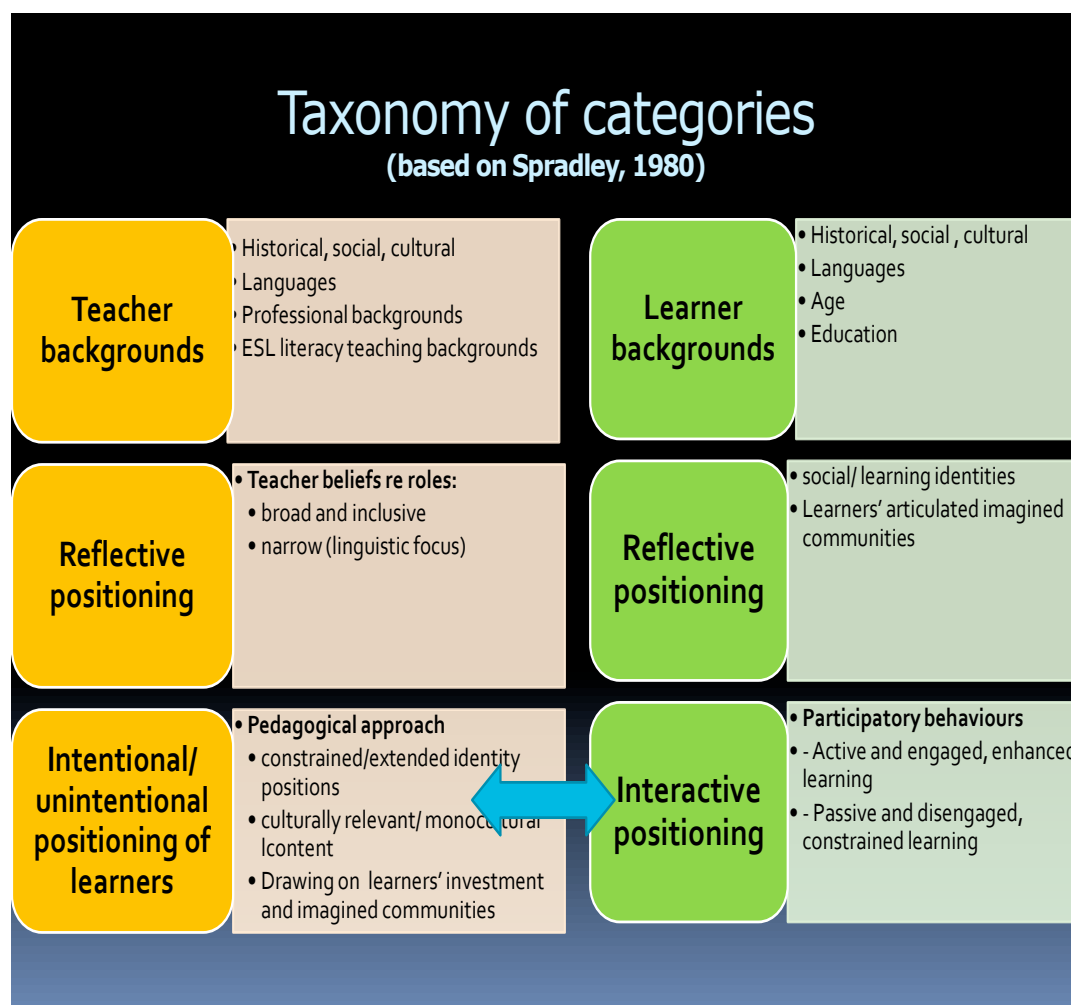 Taxonomy of categories
(based on Spradley, 1980)
Teacher
backgrounds
• Historical, social, cultural
• Languages
• Professional backgrounds
• ESL literacy teaching backgrounds
Learner
backgrounds
• Historical, social , cultural
• Languages
• Age
• Education
Reflective
positioning
• Teacher beliefs re roles:
• broad and inclusive
• narrow (linguistic focus)
Reflective
positioning
• social/ learning identities
• Learners’ articulated imagined
communities
Intentional/
unintentional
positioning of
learners
• Pedagogical approach
• constrained/extended identity
positions
• culturally relevant/ monocultural
lcontent
• Drawing on learners’ investment
and imagined communities
Interactive
positioning
• Participatory behaviours
• - Active and engaged, enhanced
learning
• - Passive and disengaged,
constrained learning